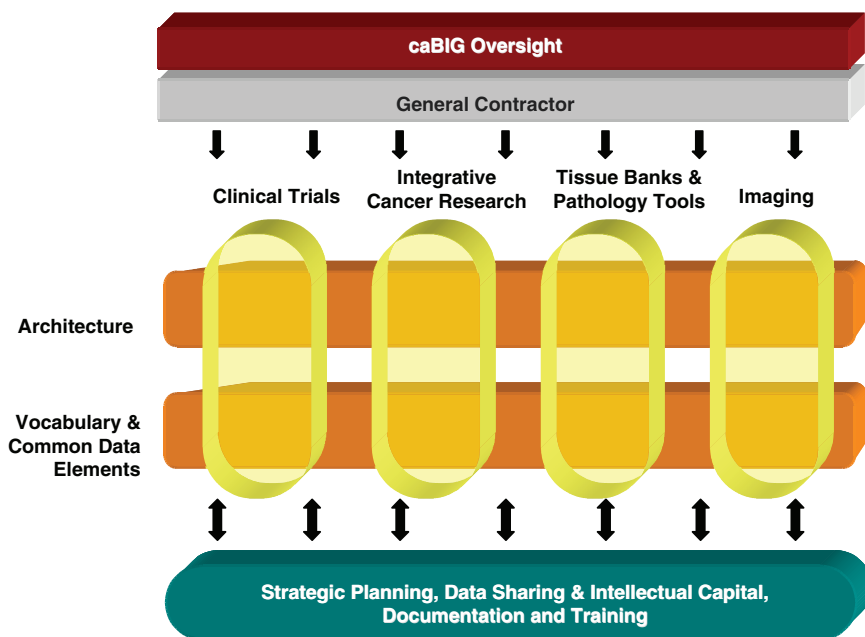 caBIG Oversight
General Contractor
Clinical Trials
Integrative
Cancer Research
Tissue Banks &
Pathology Tools
Imaging
Architecture
Vocabulary &
Common Data
Elements
Strategic Planning, Data Sharing & Intellectual Capital,
Documentation and Training